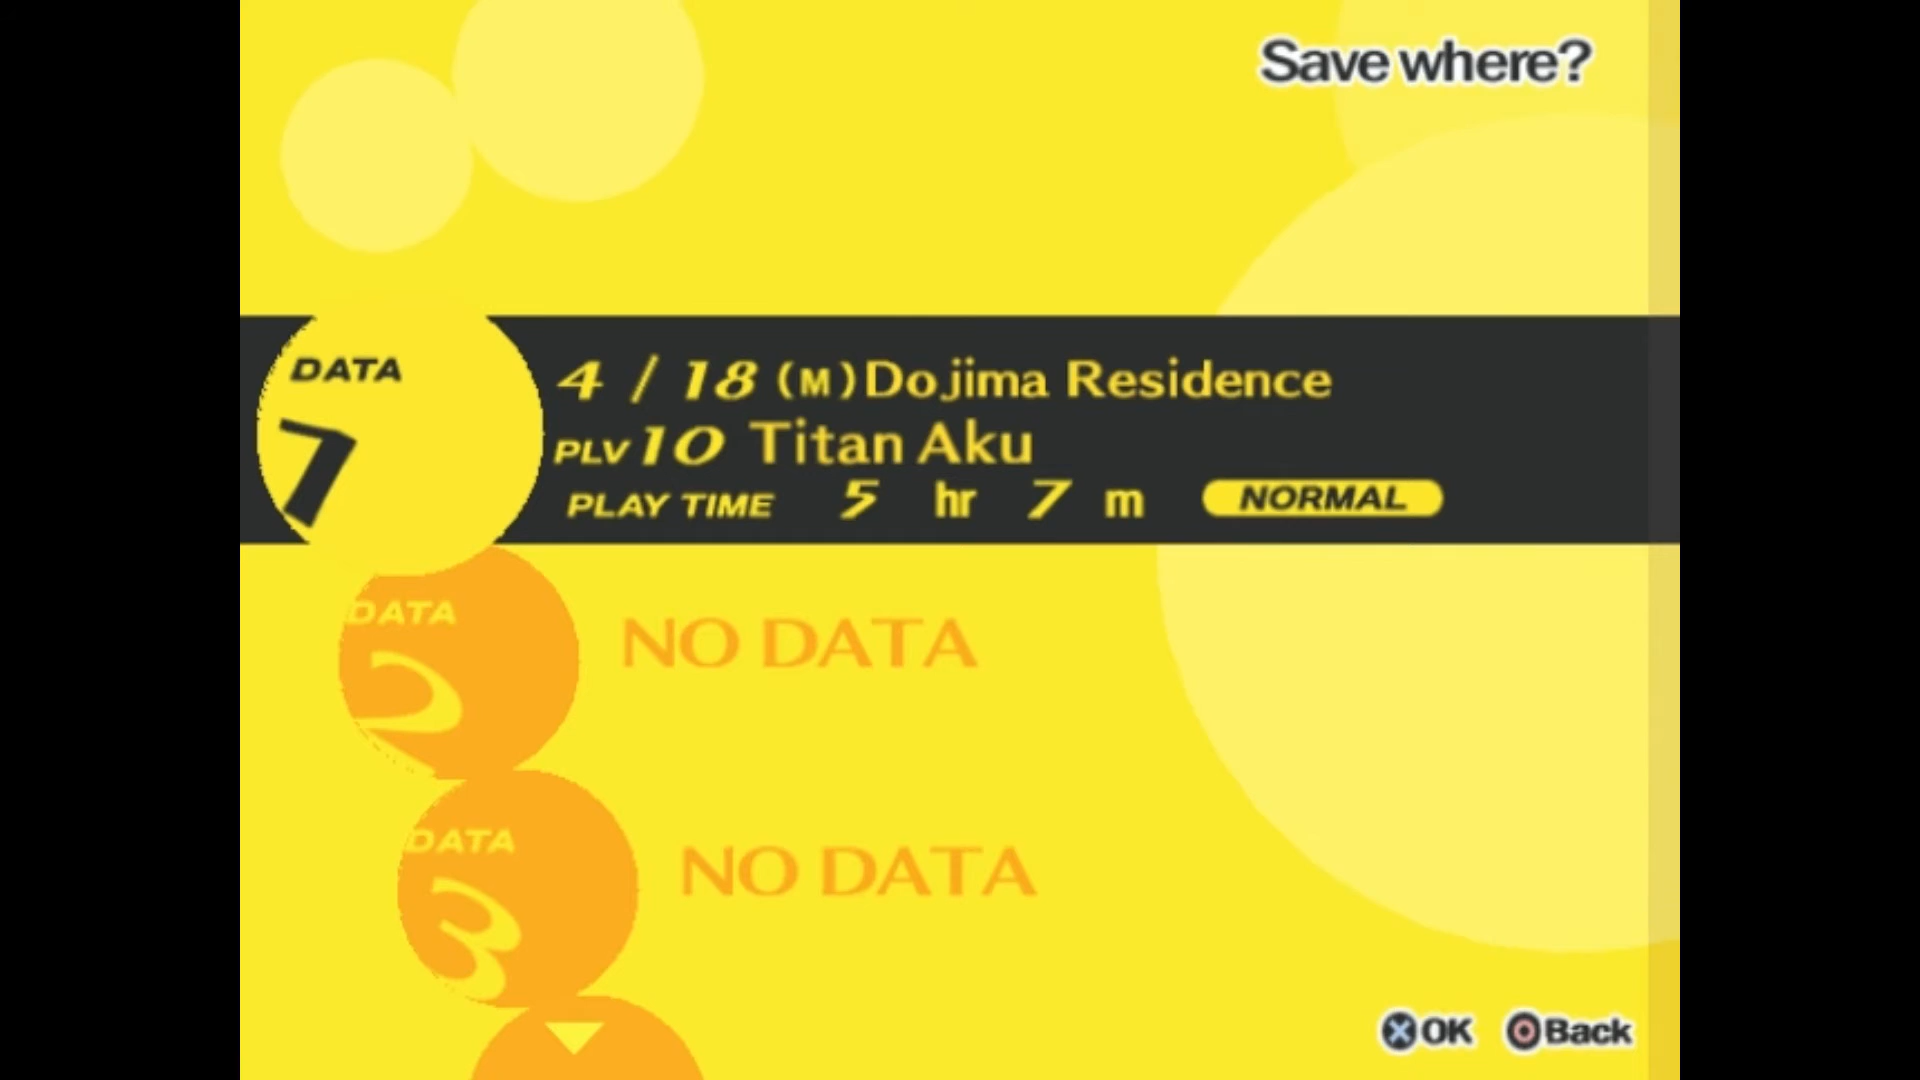 Save where?
DATA
1
4 / 18 (M) Dojima Residence
PLV 10 Titan Aku
PLAY TIME 5 hr 7 m NORMAL
DATA
2
NO DATA
DATA
3
NO DATA
OK Back